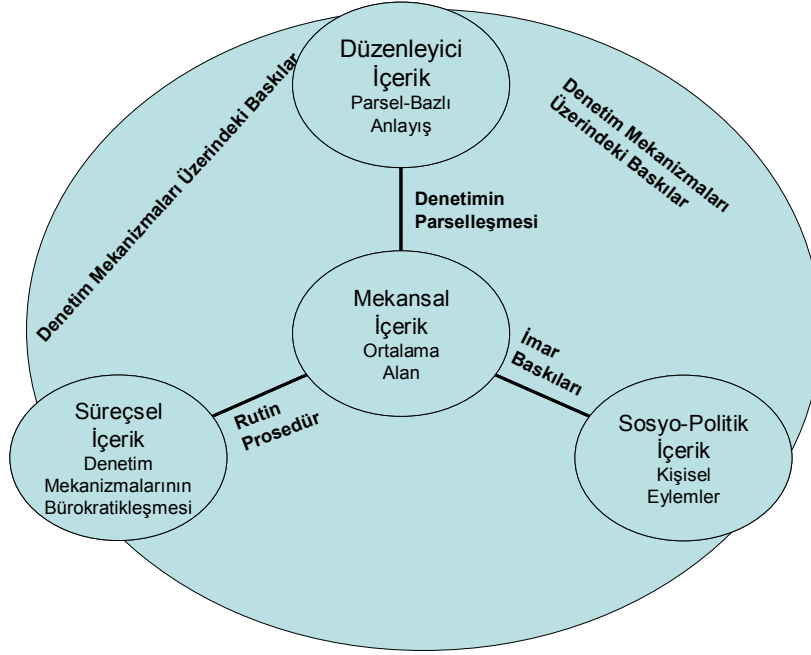 Düzenleyici
İçerik
Parsel-Bazlı
Anlayış
Denetim Mekanizmaları Üzerindeki Baskılar
Denetim Mekanizmaları
Üzerindeki Baskılar
Denetimin
Parselleşmesi
Mekansal
İçerik
Ortalama
Alan
İmar
Baskıları
Rutin
Prosedür
Süreçsel
İçerik
Denetim
Mekanizmalarının
Bürokratikleşmesi
Sosyo-Politik
İçerik
Kişisel
Eylemler